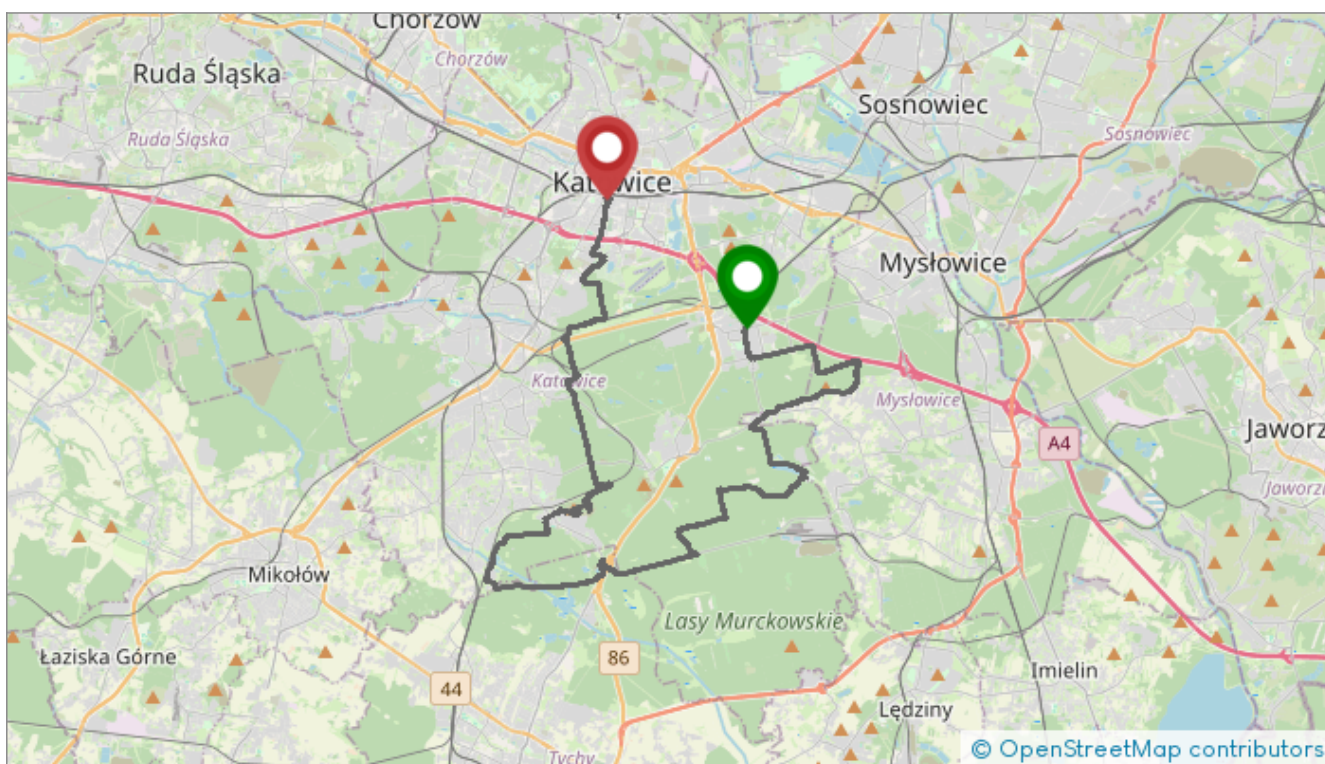 Chorzów
Ruda Śląska
Chorzów
Sosnowiec
Ruda Śląska
Sosnowiec
Katowice
Mysłowice
Katowice
Mysłowice
A4
Jaworz
Jaworzn
Mikołów
Lasy Murckowskie
Łaziska Górne
86
Imielin
44
Lędziny
Tychy
© OpenStreetMap contributors